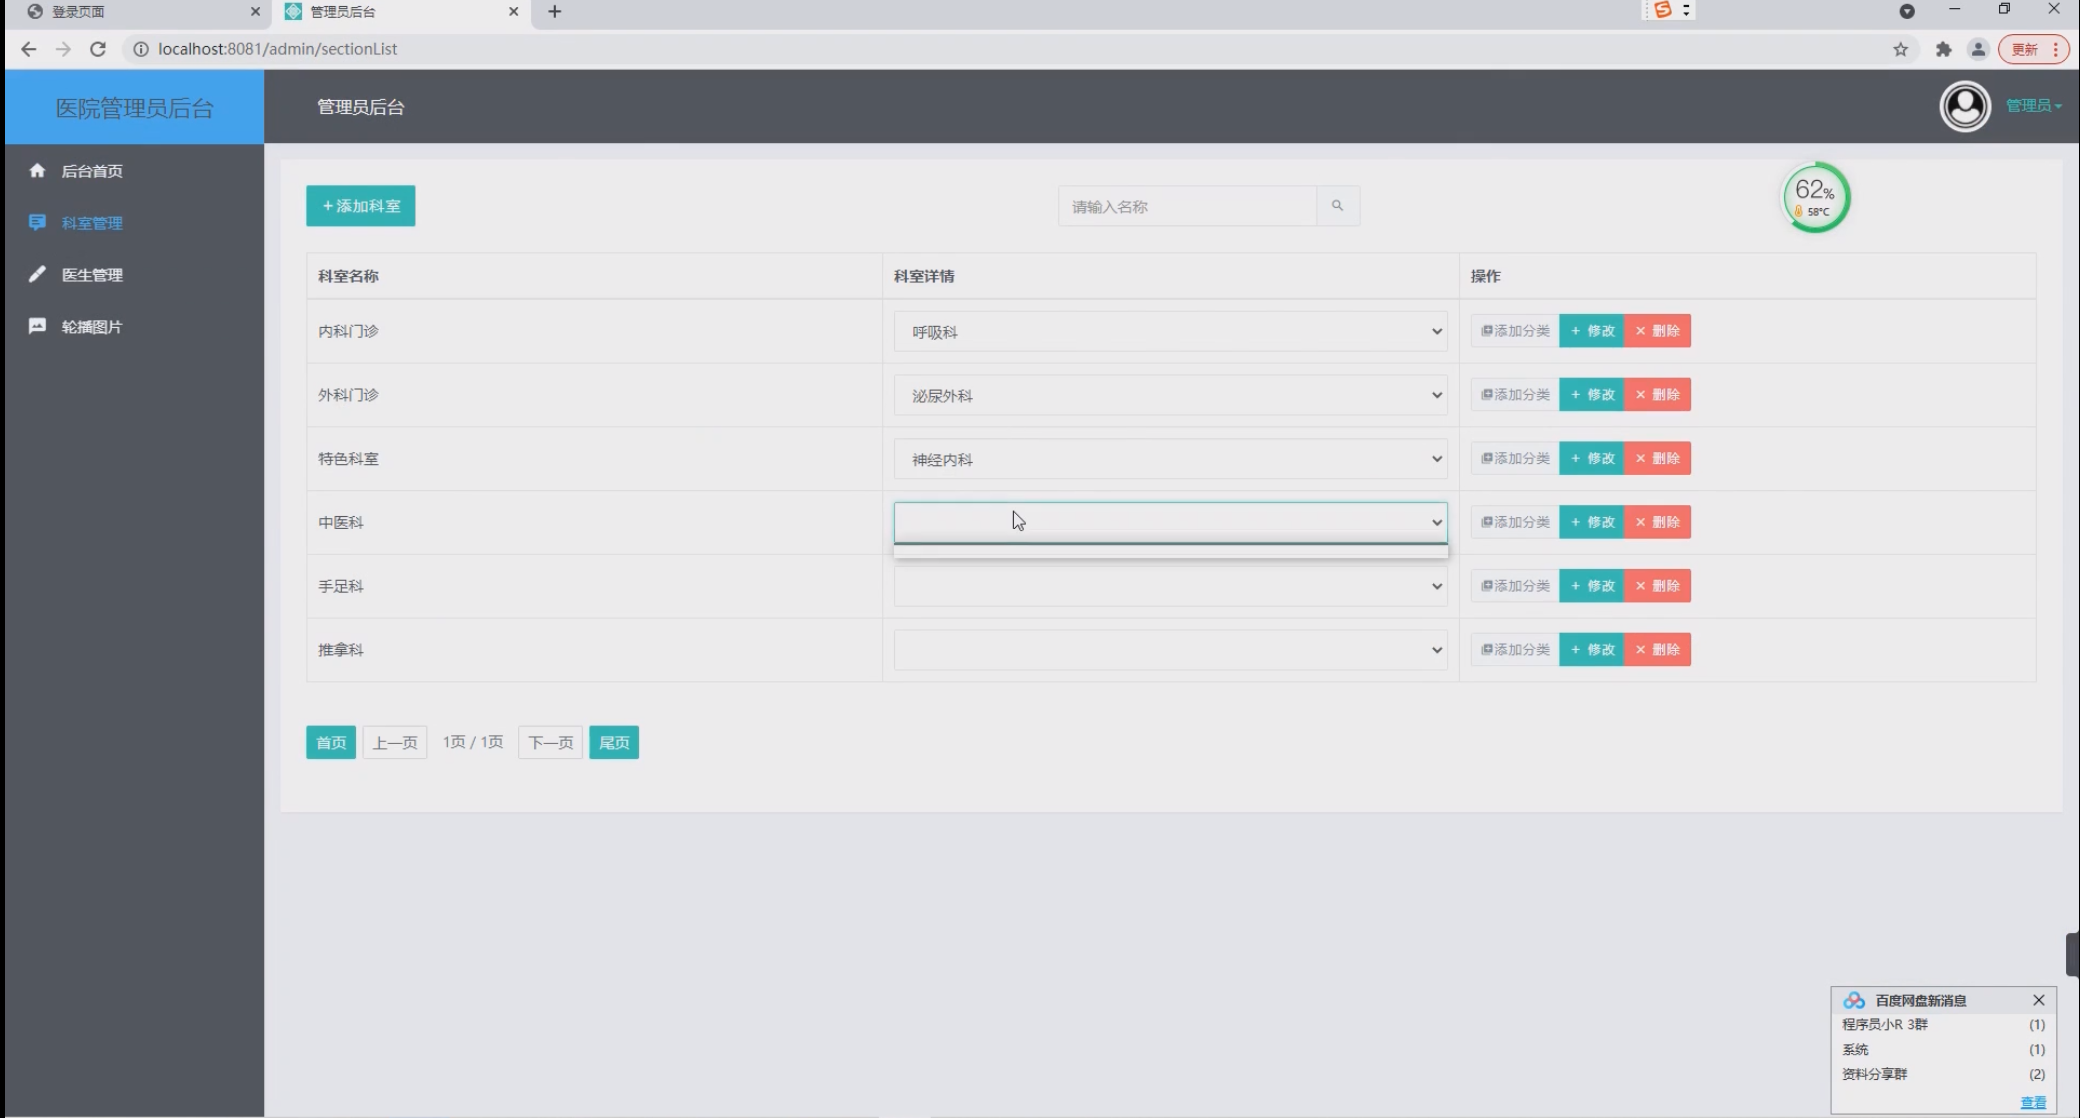 登录页面
管理员后台
localhost:8081/admin/sectionList
更新
医院管理员后台
管理员后台
管理员
后台首页
科室管理
医生管理
轮播图片
+添加科室
请输入名称
62%
58°C
科室名称 科室详情 操作
内科门诊 呼吸科 添加分类 + 修改 × 删除
外科门诊 泌尿外科 添加分类 + 修改 × 删除
特色科室 神经内科 添加分类 + 修改 × 删除
中医科 添加分类 + 修改 × 删除
手足科 添加分类 + 修改 × 删除
推拿科 添加分类 + 修改 × 删除
首页 上一页 1页 / 1页 下一页 尾页
百度网盘新消息
程序员小R 3群 (1)
系统 (1)
资料分享群 (2)
查看